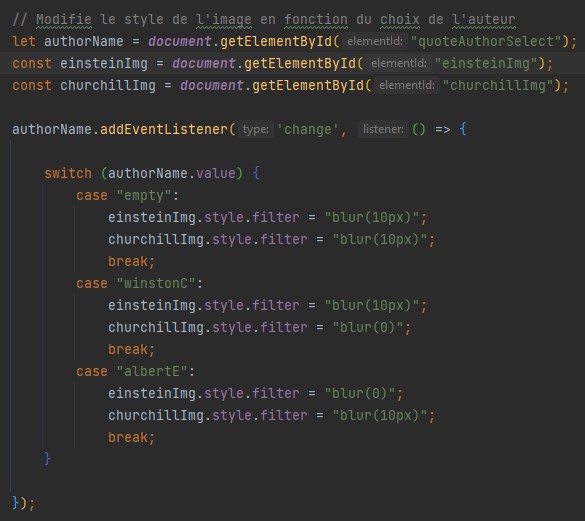 // Modifie le style de l'image en fonction du choix de l'auteur
let authorName = document.getElementById( elementId: "quoteAuthorSelect");
const einsteinImg = document.getElementById( elementId: "einsteinImg");
const churchillImg = document.getElementById( elementId: "churchillImg");
authorName.addEventListener( type: 'change', listener: () => {
switch (authorName.value) {
case "empty":
einsteinImg.style.filter = "blur(10px)";
churchillImg.style.filter = "blur(10px)";
break;
case "winstonC":
einsteinImg.style.filter = "blur(10px)";
churchillImg.style.filter = "blur(0)";
break;
case "albertE":
einsteinImg.style.filter = "blur(0)";
churchillImg.style.filter = "blur(10px)";
break;
}
});